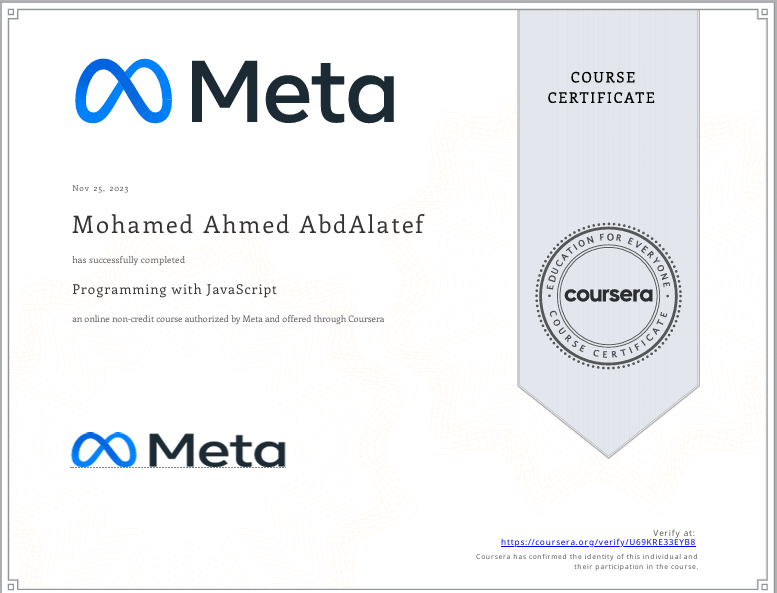 Meta
COURSE
CERTIFICATE
Nov 25, 2023
Mohamed Ahmed AbdAlatef
has successfully completed
Programming with JavaScript
an online non-credit course authorized by Meta and offered through Coursera
EDUCATION FOR EVERYONE
coursera
COURSE CERTIFICATE
Meta
Verify at:
https://coursera.org/verify/U69KRE33EYB8
Coursera has confirmed the identity of this individual and
their participation in the course.